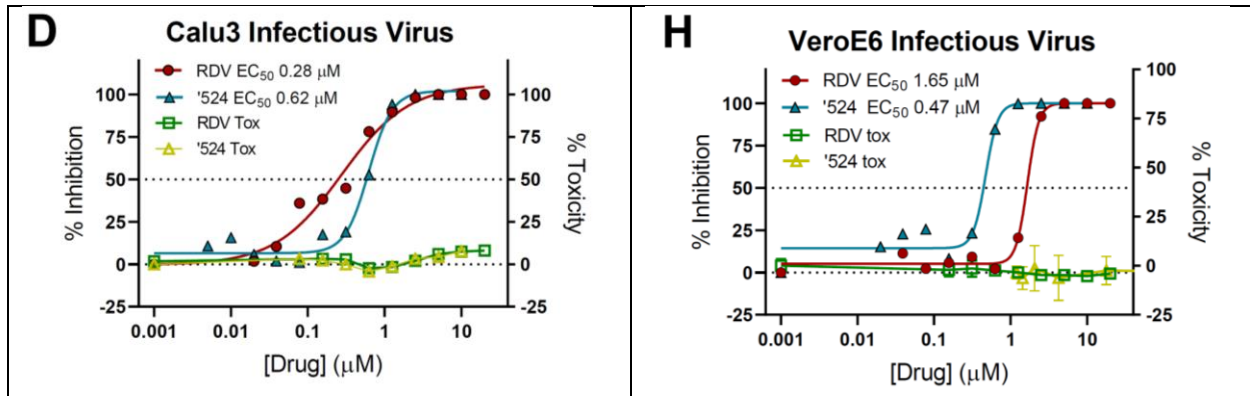 D
Calu3 Infectious Virus
RDV EC50 0.28 μM
'524 EC50 0.62 μM
RDV Tox
'524 Tox
% Inhibition
100
75
50
25
0
-25
100
50
0
-25
% Toxicity
0.001
0.01
0.1
1
10
[Drug] (μM)
H
VeroE6 Infectious Virus
RDV EC50 1.65 μM
'524 EC50 0.47 μM
RDV tox
'524 tox
% Inhibition
100
75
50
25
0
-25
100
75
50
25
0
-25
% Toxicity
0.001
0.01
0.1
1
10
[Drug] (μM)